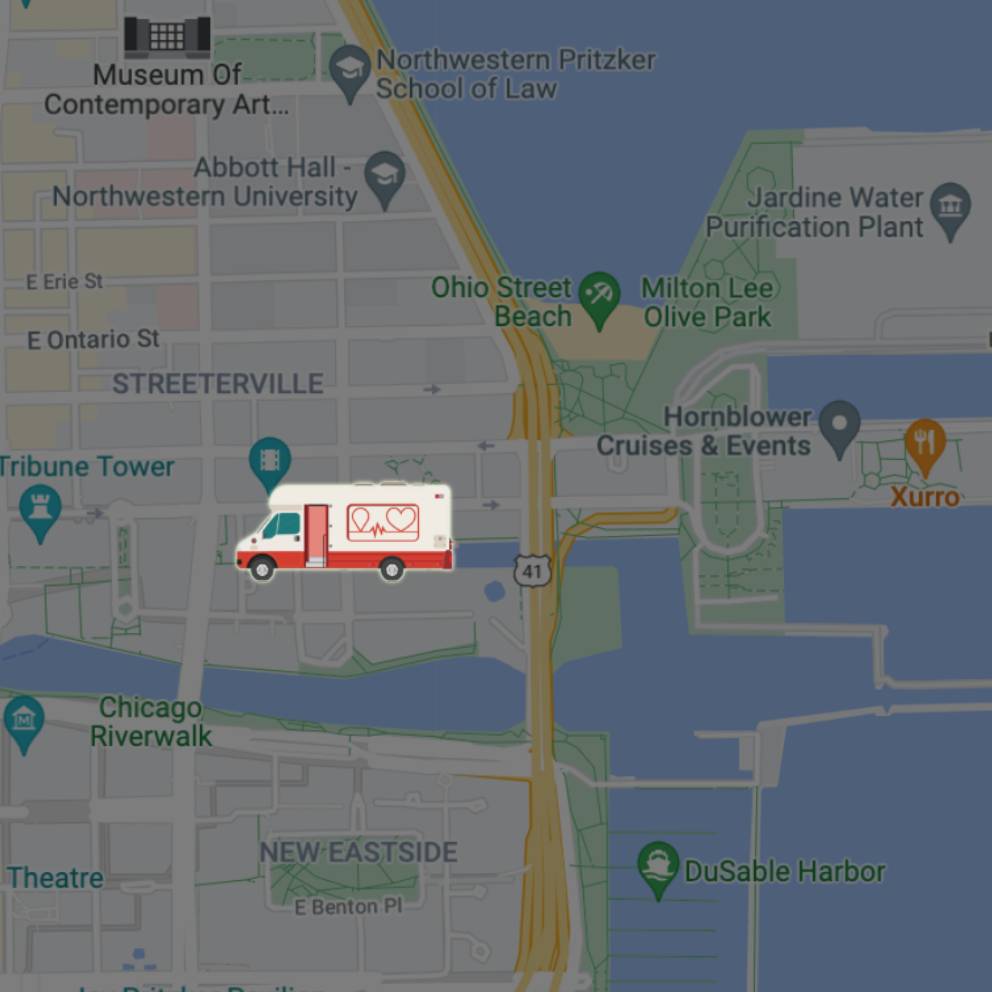 Museum Of
Contemporary Art...
Northwestern Pritzker
School of Law
Abbott Hall -
Northwestern University
Jardine Water
Purification Plant
E Erie St
Ohio Street
Beach
Milton Lee
Olive Park
E Ontario St
STREETERVILLE
Hornblower
Cruises & Events
Tribune Tower
Xurro
41
Chicago
Riverwalk
M
NEW EASTSIDE
Theatre
DuSable Harbor
E Benton Pl